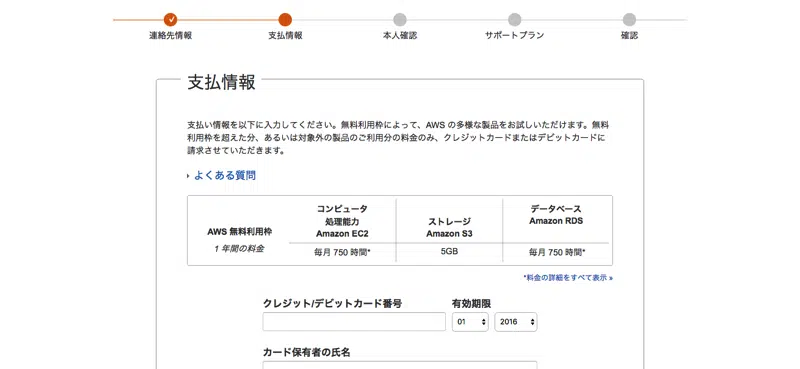 連絡先情報
支払情報
本人確認
サポートプラン
確認
支払情報
支払い情報を以下に入力してください。無料利用枠によって、AWS の多様な製品をお試しいただけます。無料
利用枠を超えた分、あるいは対象外の製品のご利用分の料金のみ、クレジットカードまたはデビットカードに
請求させていただきます。
よくある質問
AWS 無料利用枠
1 年間の料金
コンピュータ
処理能力
Amazon EC2
毎月 750 時間*
ストレージ
Amazon S3
5GB
データベース
Amazon RDS
毎月 750 時間*
*料金の詳細をすべて表示 »
クレジット/デビットカード番号
有効期限
01
2016
カード保有者の氏名